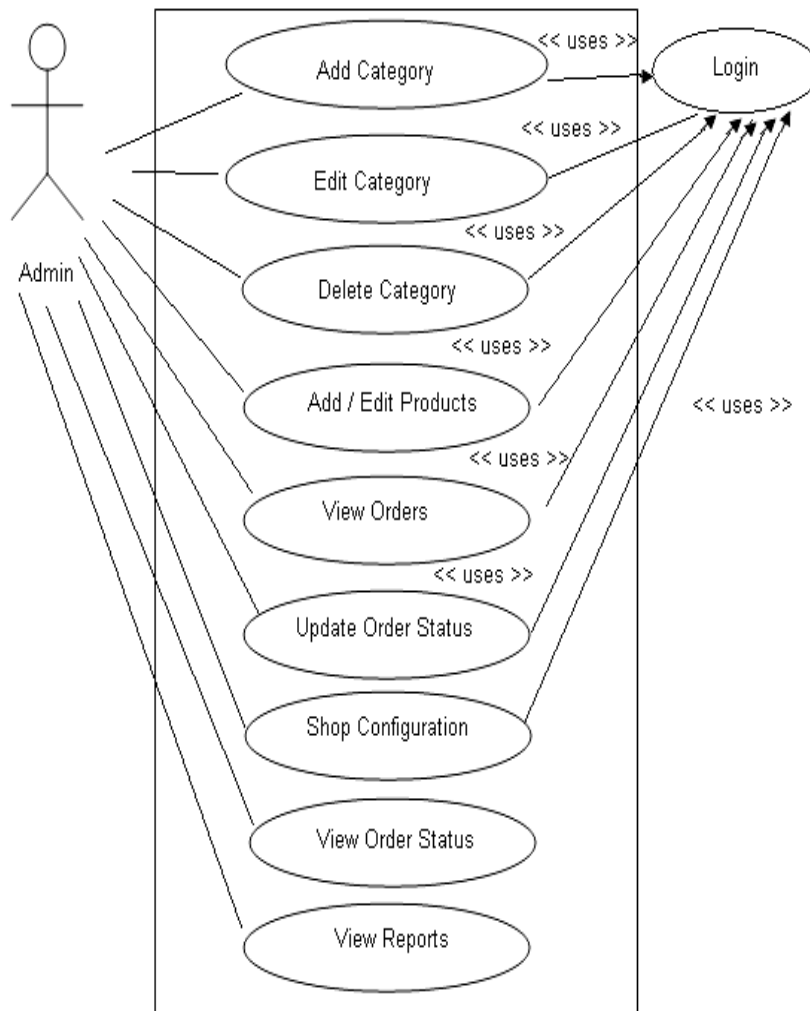 << uses >>
Add Category
Login
<< uses >>
Edit Category
<< uses >>
Admin
Delete Category
<< uses >>
Add / Edit Products
<< uses >>
<< uses >>
View Orders
<< uses >>
Update Order Status
Shop Configuration
View Order Status
View Reports